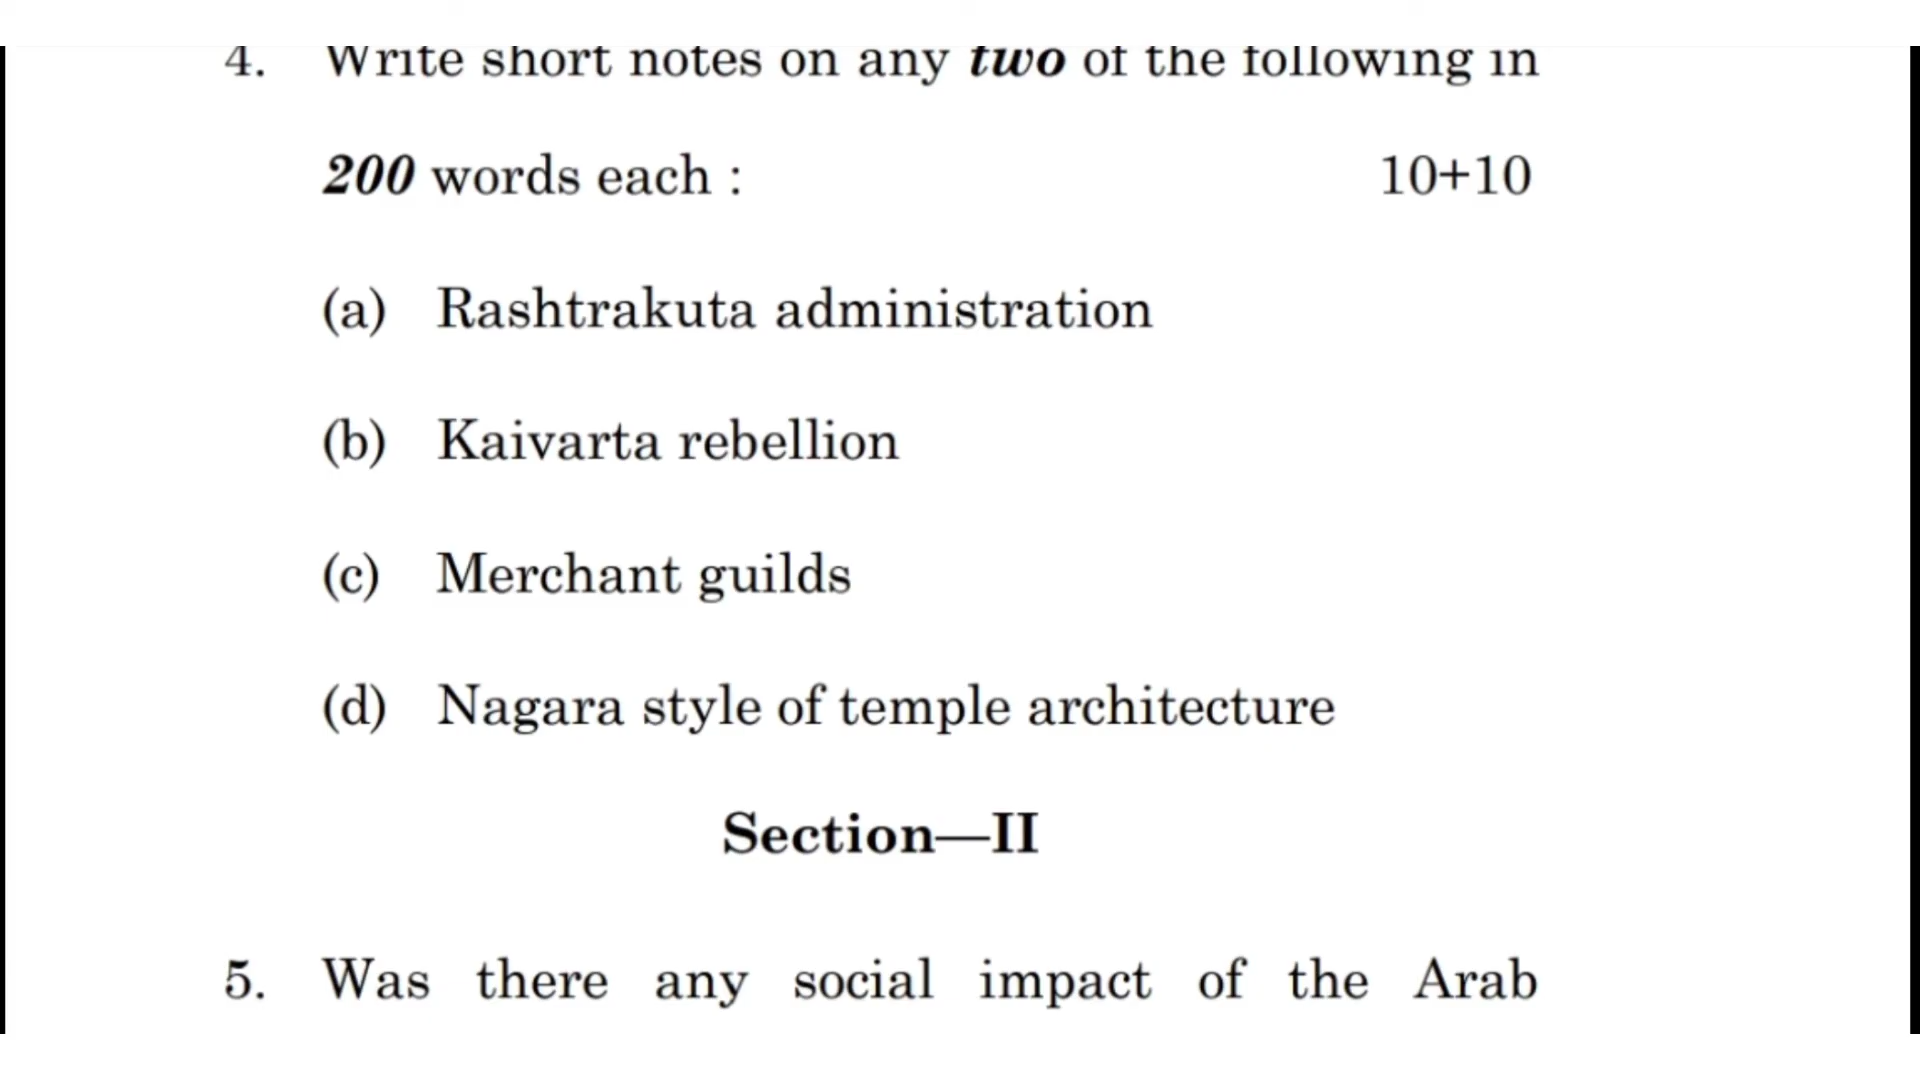 4. Write short notes on any two of the following in
200 words each : 10+10
(a) Rashtrakuta administration
(b) Kaivarta rebellion
(c) Merchant guilds
(d) Nagara style of temple architecture
Section—II
5. Was there any social impact of the Arab